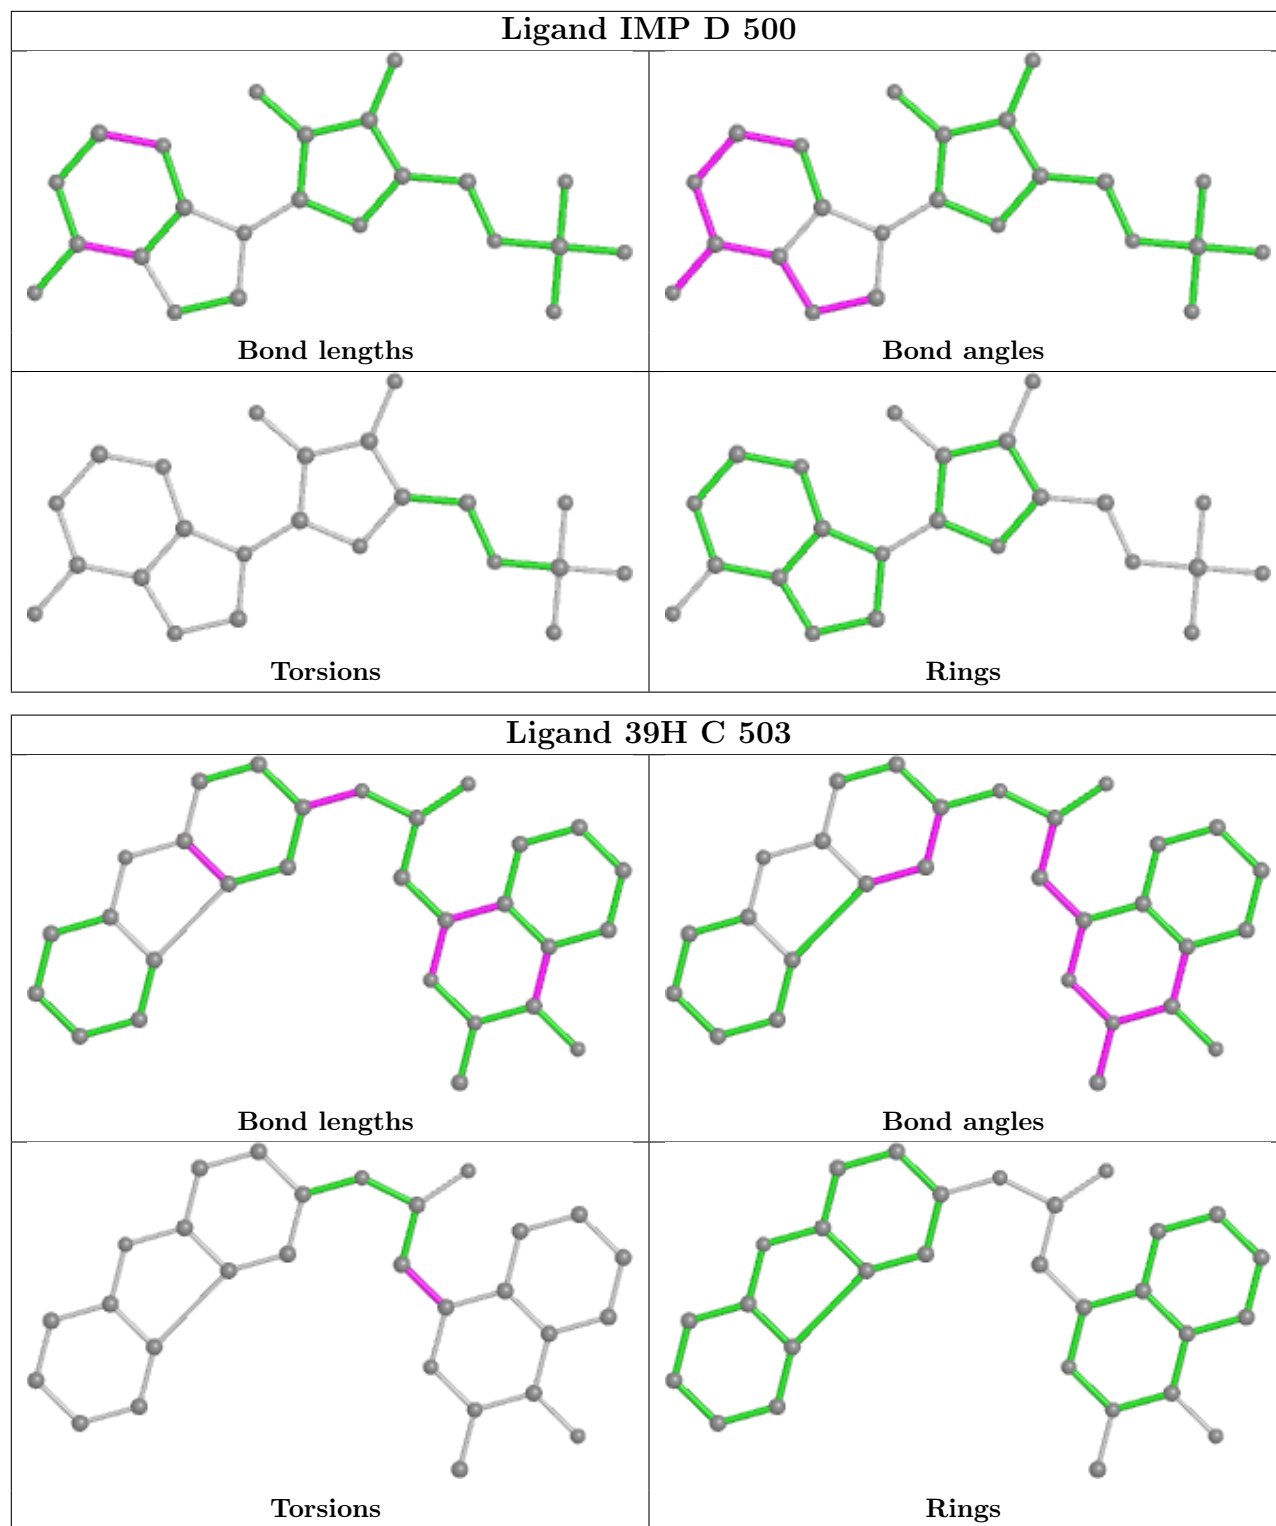 Ligand IMP D 500
Bond lengths
Bond angles
Torsions
Rings
Ligand 39H C 503
Bond lengths
Bond angles
Torsions
Rings